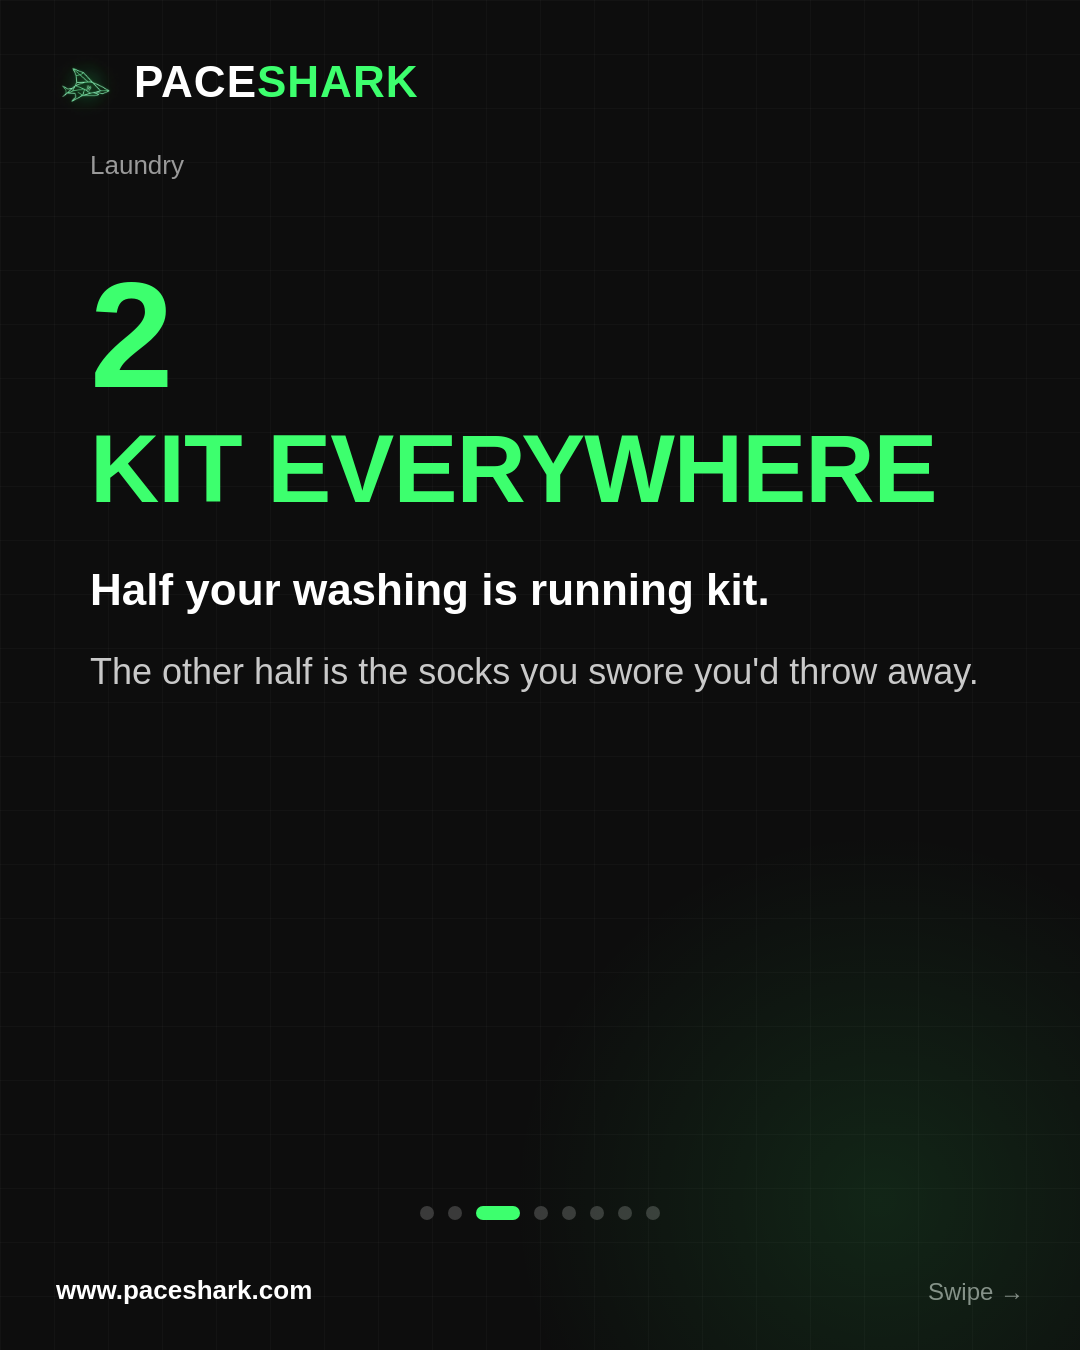 PACESHARK
Laundry
2
KIT EVERYWHERE
Half your washing is running kit.
The other half is the socks you swore you'd throw away.
www.paceshark.com
Swipe →